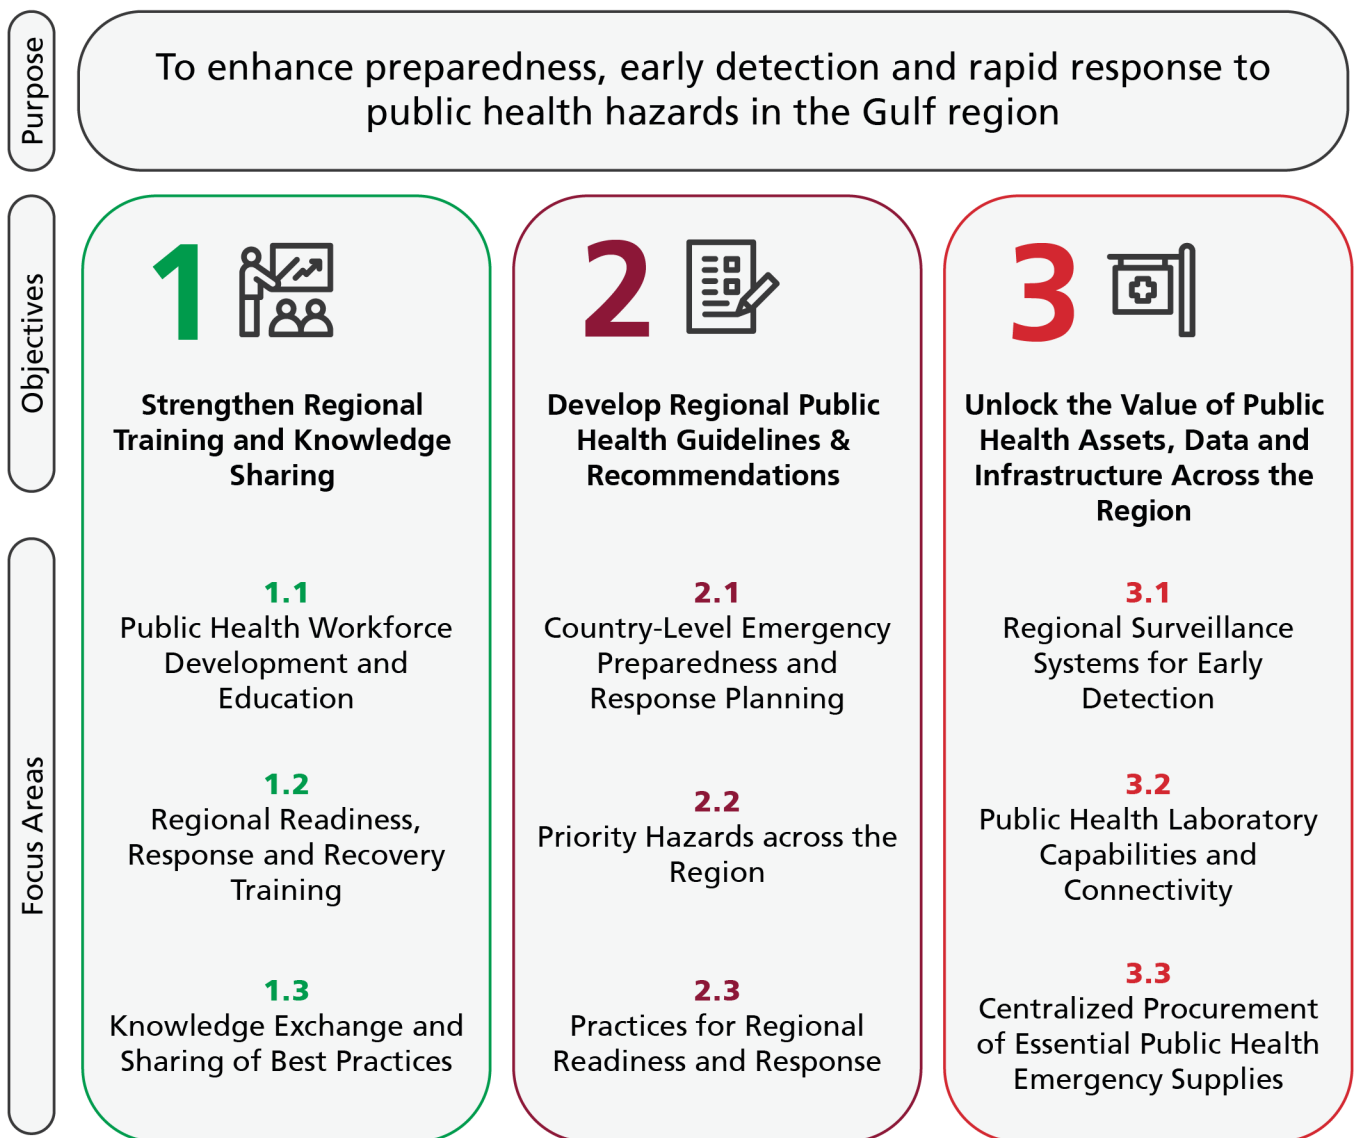 Purpose
To enhance preparedness, early detection and rapid response to
public health hazards in the Gulf region
Objectives
1
Strengthen Regional
Training and Knowledge
Sharing
2
Develop Regional Public
Health Guidelines &
Recommendations
3
Unlock the Value of Public
Health Assets, Data and
Infrastructure Across the
Region
Focus Areas
1.1
Public Health Workforce
Development and
Education
1.2
Regional Readiness,
Response and Recovery
Training
1.3
Knowledge Exchange and
Sharing of Best Practices
2.1
Country-Level Emergency
Preparedness and
Response Planning
2.2
Priority Hazards across the
Region
2.3
Practices for Regional
Readiness and Response
3.1
Regional Surveillance
Systems for Early
Detection
3.2
Public Health Laboratory
Capabilities and
Connectivity
3.3
Centralized Procurement
of Essential Public Health
Emergency Supplies